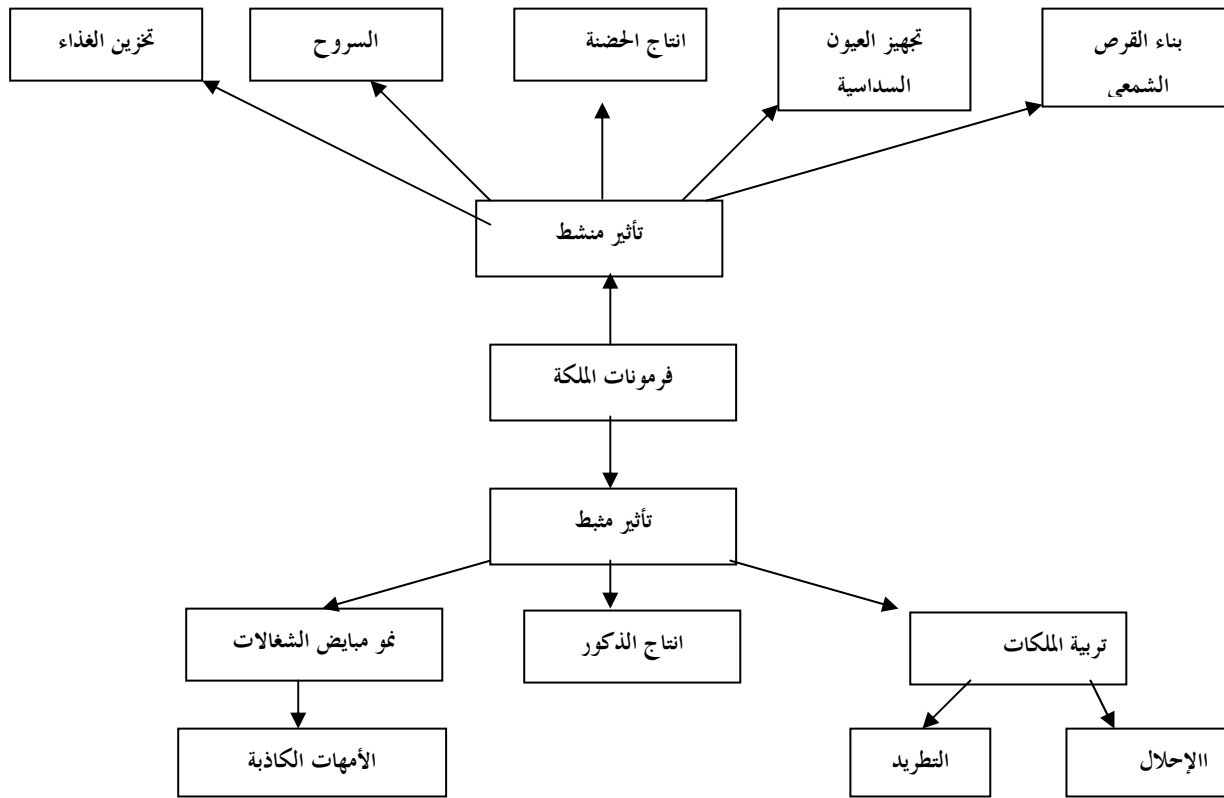 بناء القرص
الشمعي
تجهيز العيون
السداسية
انتاج الحضنة
السروح
تخزين الغذاء
تأثير منشط
فرمونات الملكة
تأثير مثبط
تربية الملكات
انتاج الذكور
نمو مبايض الشغالات
االإحلال
التطريد
الأمهات الكاذبة